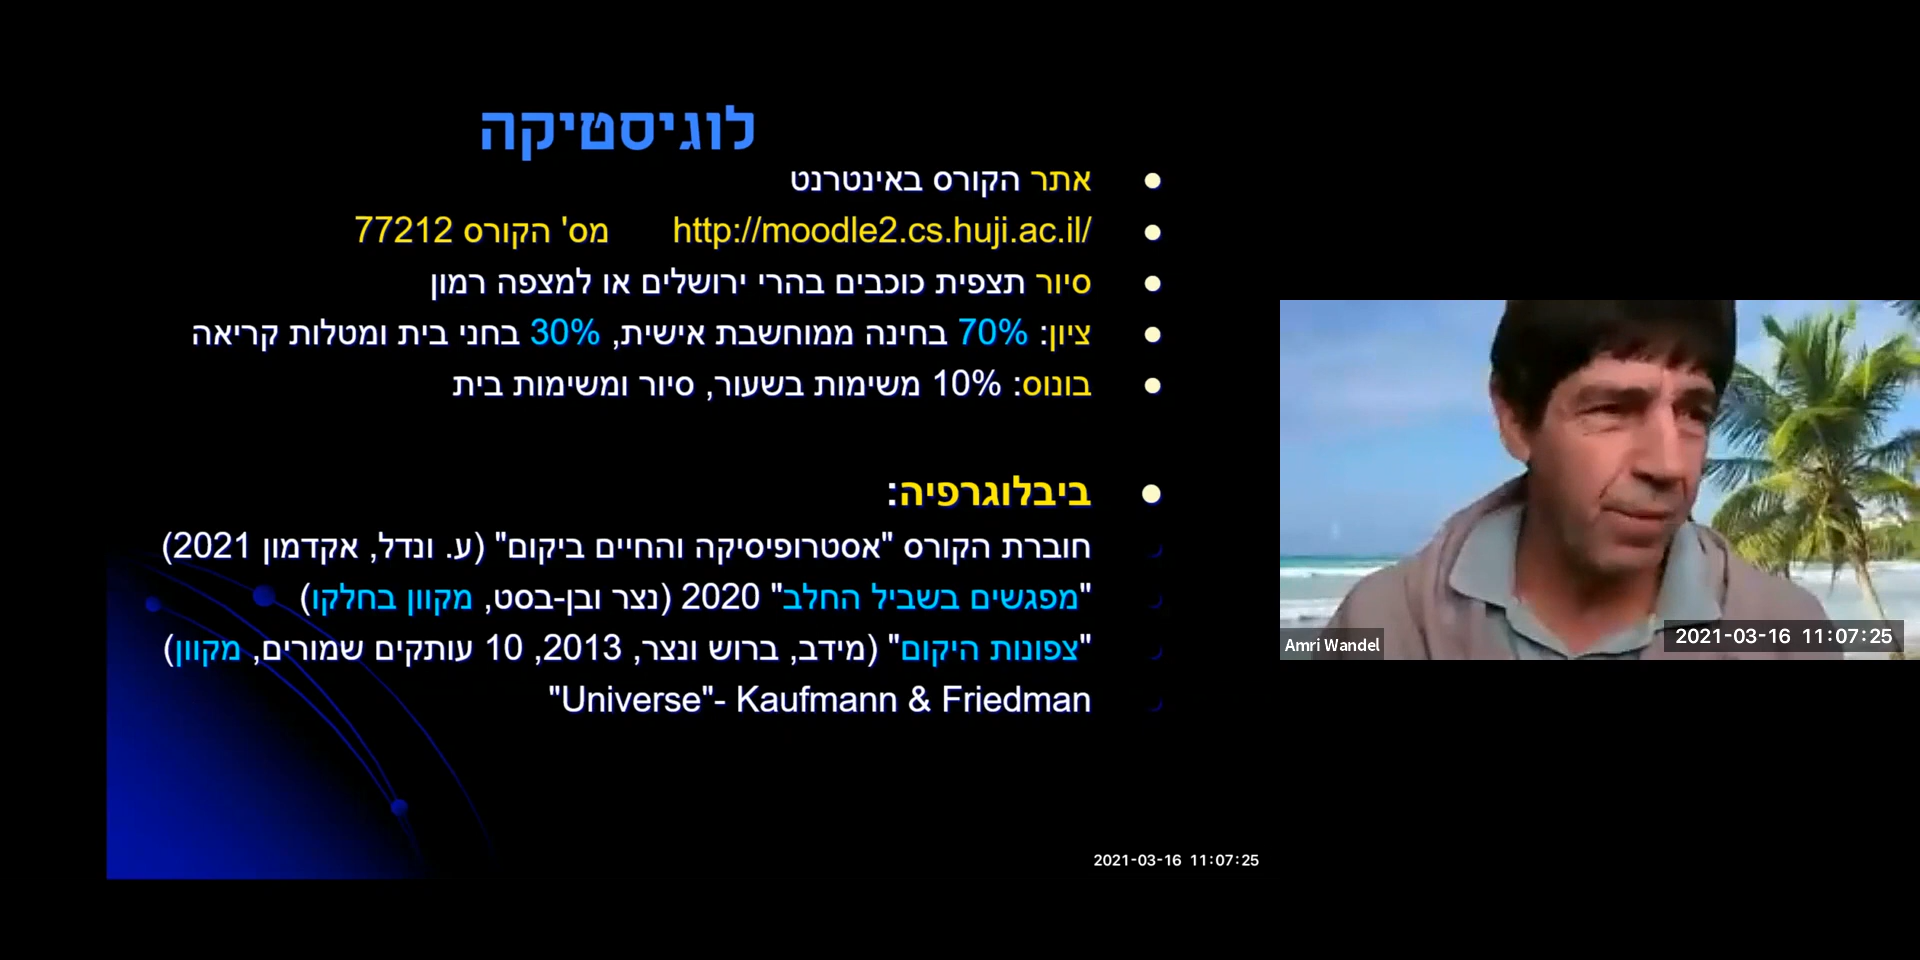 לוגיסטיקה
אתר הקורס באינטרנט
http://moodle2.cs.huji.ac.il/ מס' הקורס 77212
סיור תצפית כוכבים בהרי ירושלים או למצפה רמון
ציון: 70% בחינה ממוחשבת אישית, 30% בחני בית ומטלות קריאה
בונוס: 10% משימות בשעור, סיור ומשימות בית
ביבלוגרפיה:
חוברת הקורס "אסטרופיסיקה והחיים ביקום" (ע. ונדל, אקדמון 2021)
"מפגשים בשביל החלב" 2020 (נצר ובן-בסט, מקוון בחלקו)
"צפונות היקום" (מידב, ברוש ונצר, 2013, 10 עותקים שמורים, מקוון)
"Universe"- Kaufmann & Friedman
2021-03-16 11:07:25
Amri Wandel
2021-03-16 11:07:25